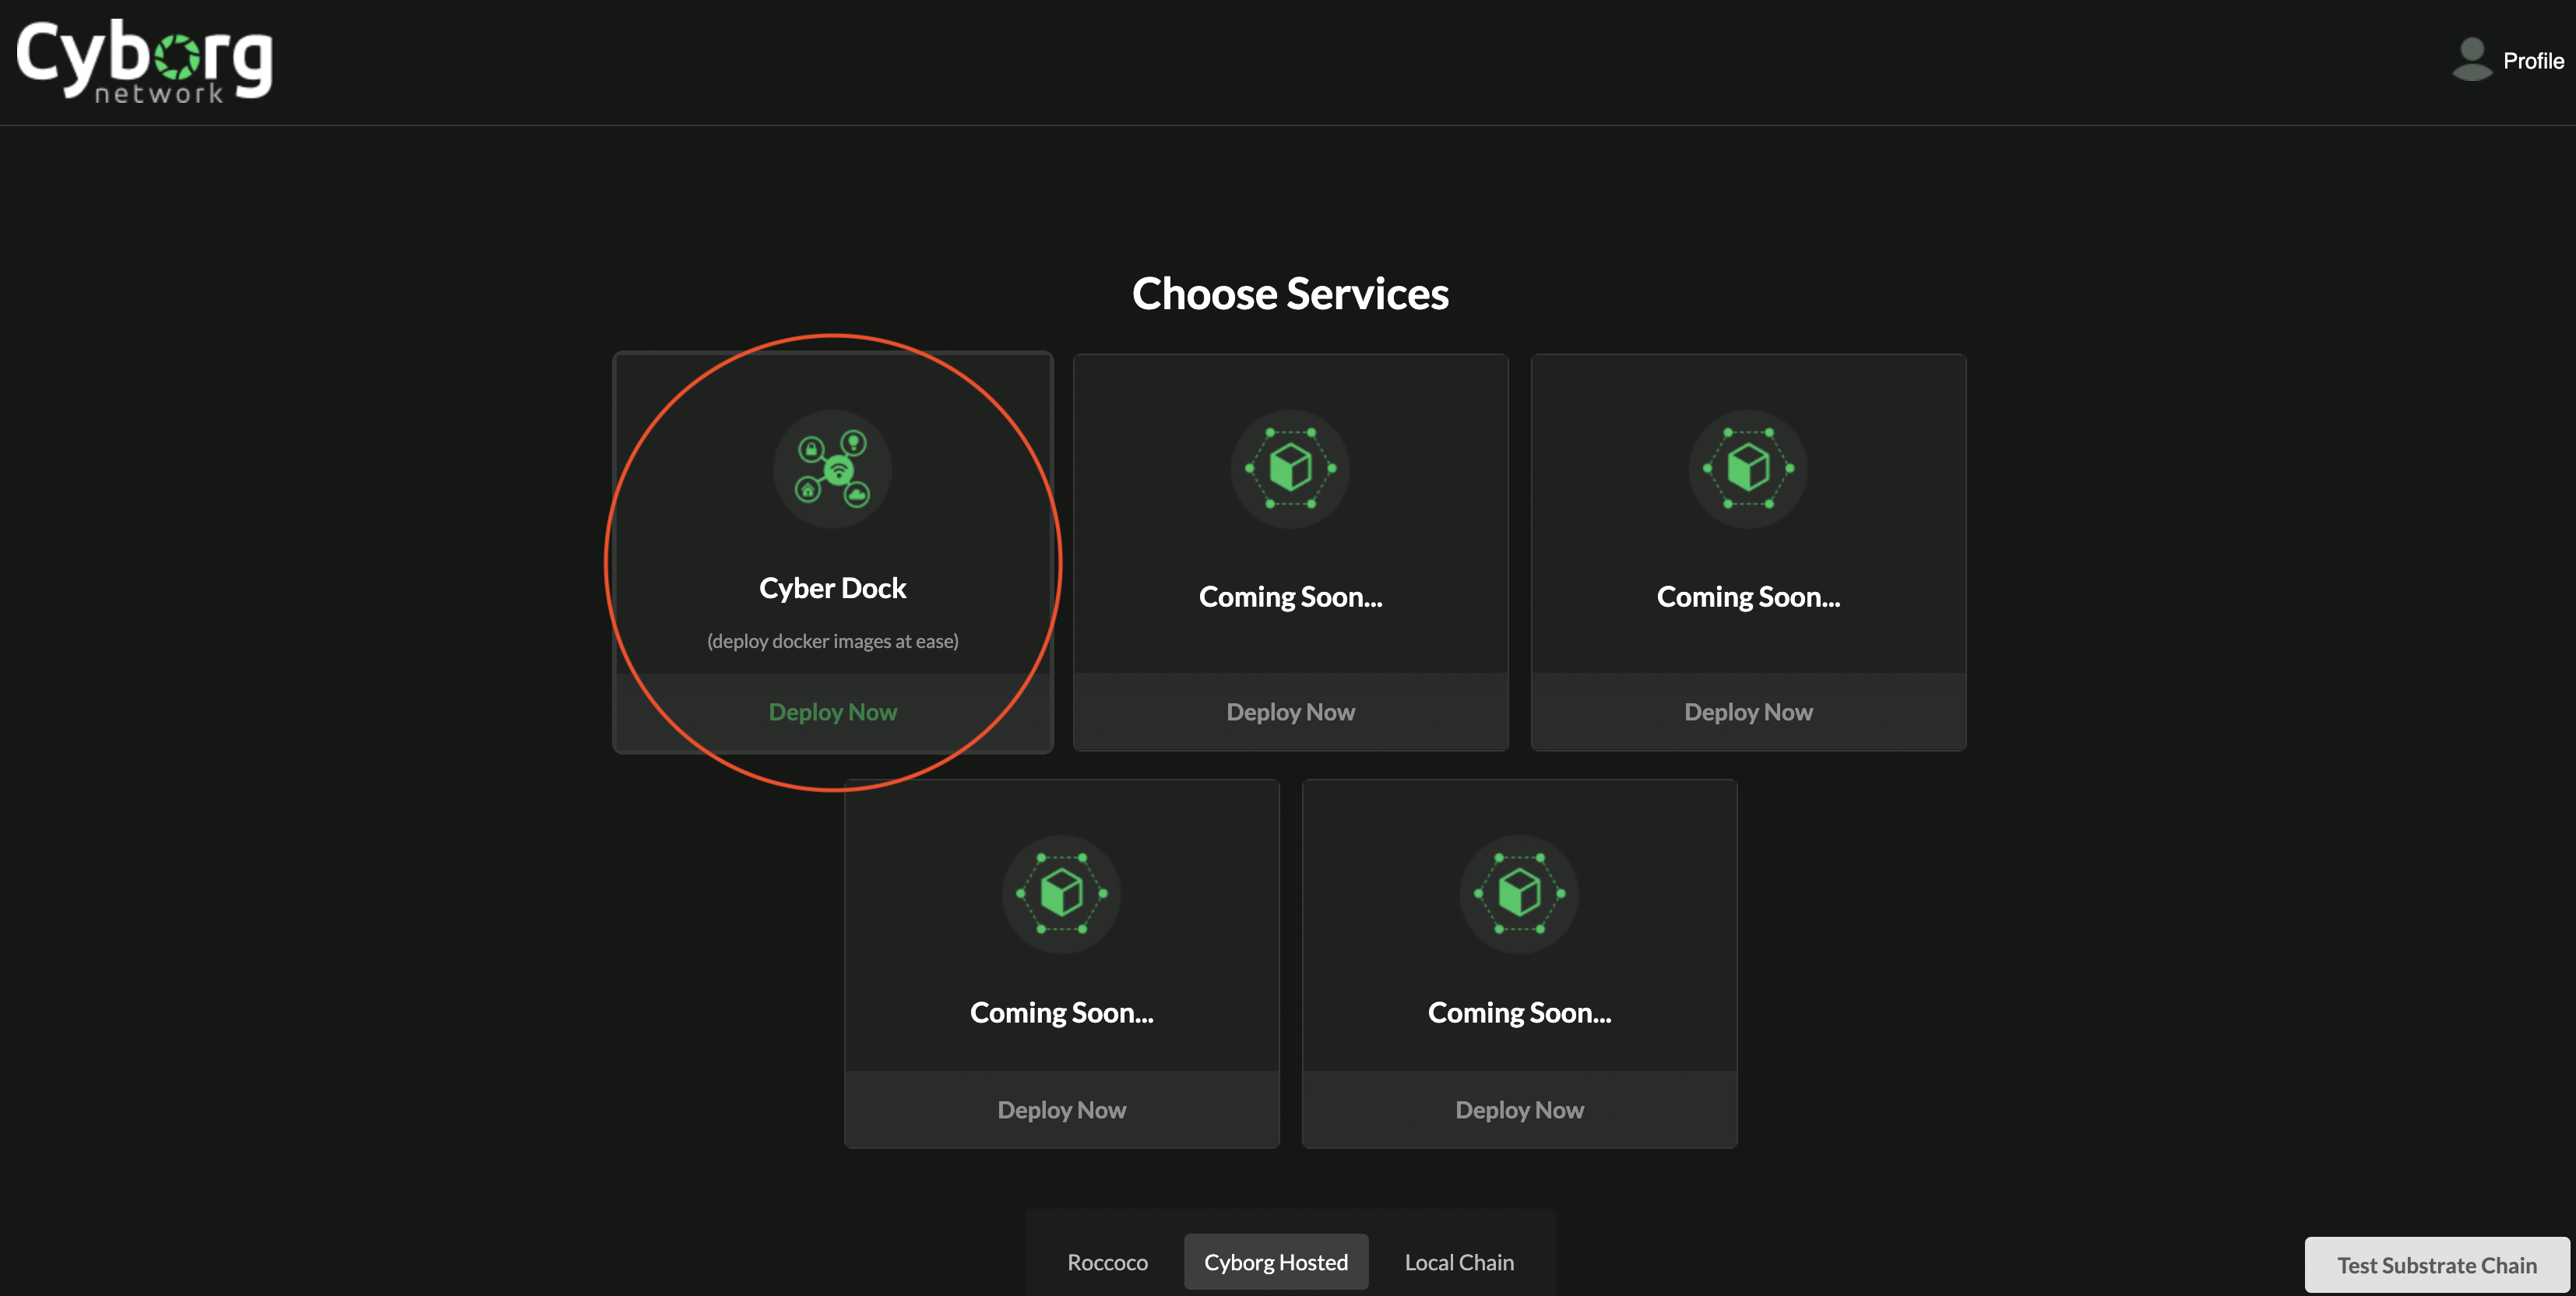 Cyborg
network
Profile
Choose Services
Cyber Dock
(deploy docker images at ease)
Deploy Now
Coming Soon...
Deploy Now
Coming Soon...
Deploy Now
Coming Soon...
Deploy Now
Coming Soon...
Deploy Now
Roccoco
Cyborg Hosted
Local Chain
Test Substrate Chain